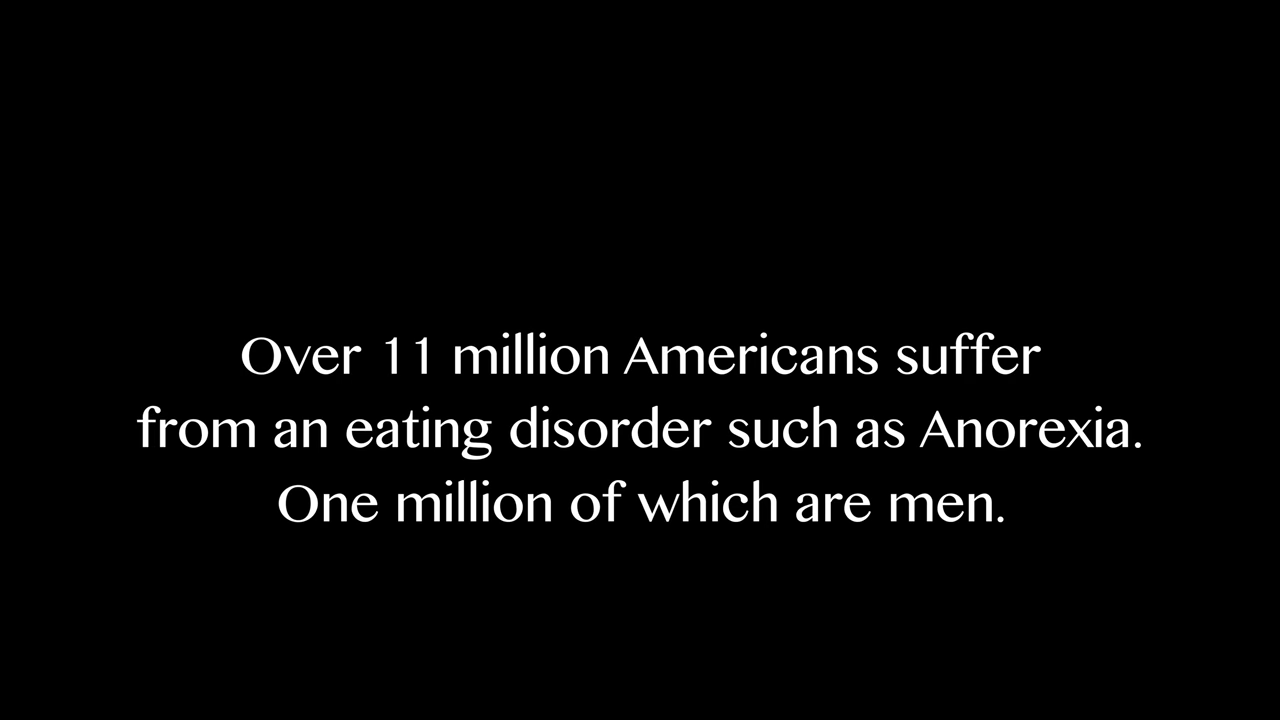 Over 11 million Americans suffer
from an eating disorder such as Anorexia.
One million of which are men.